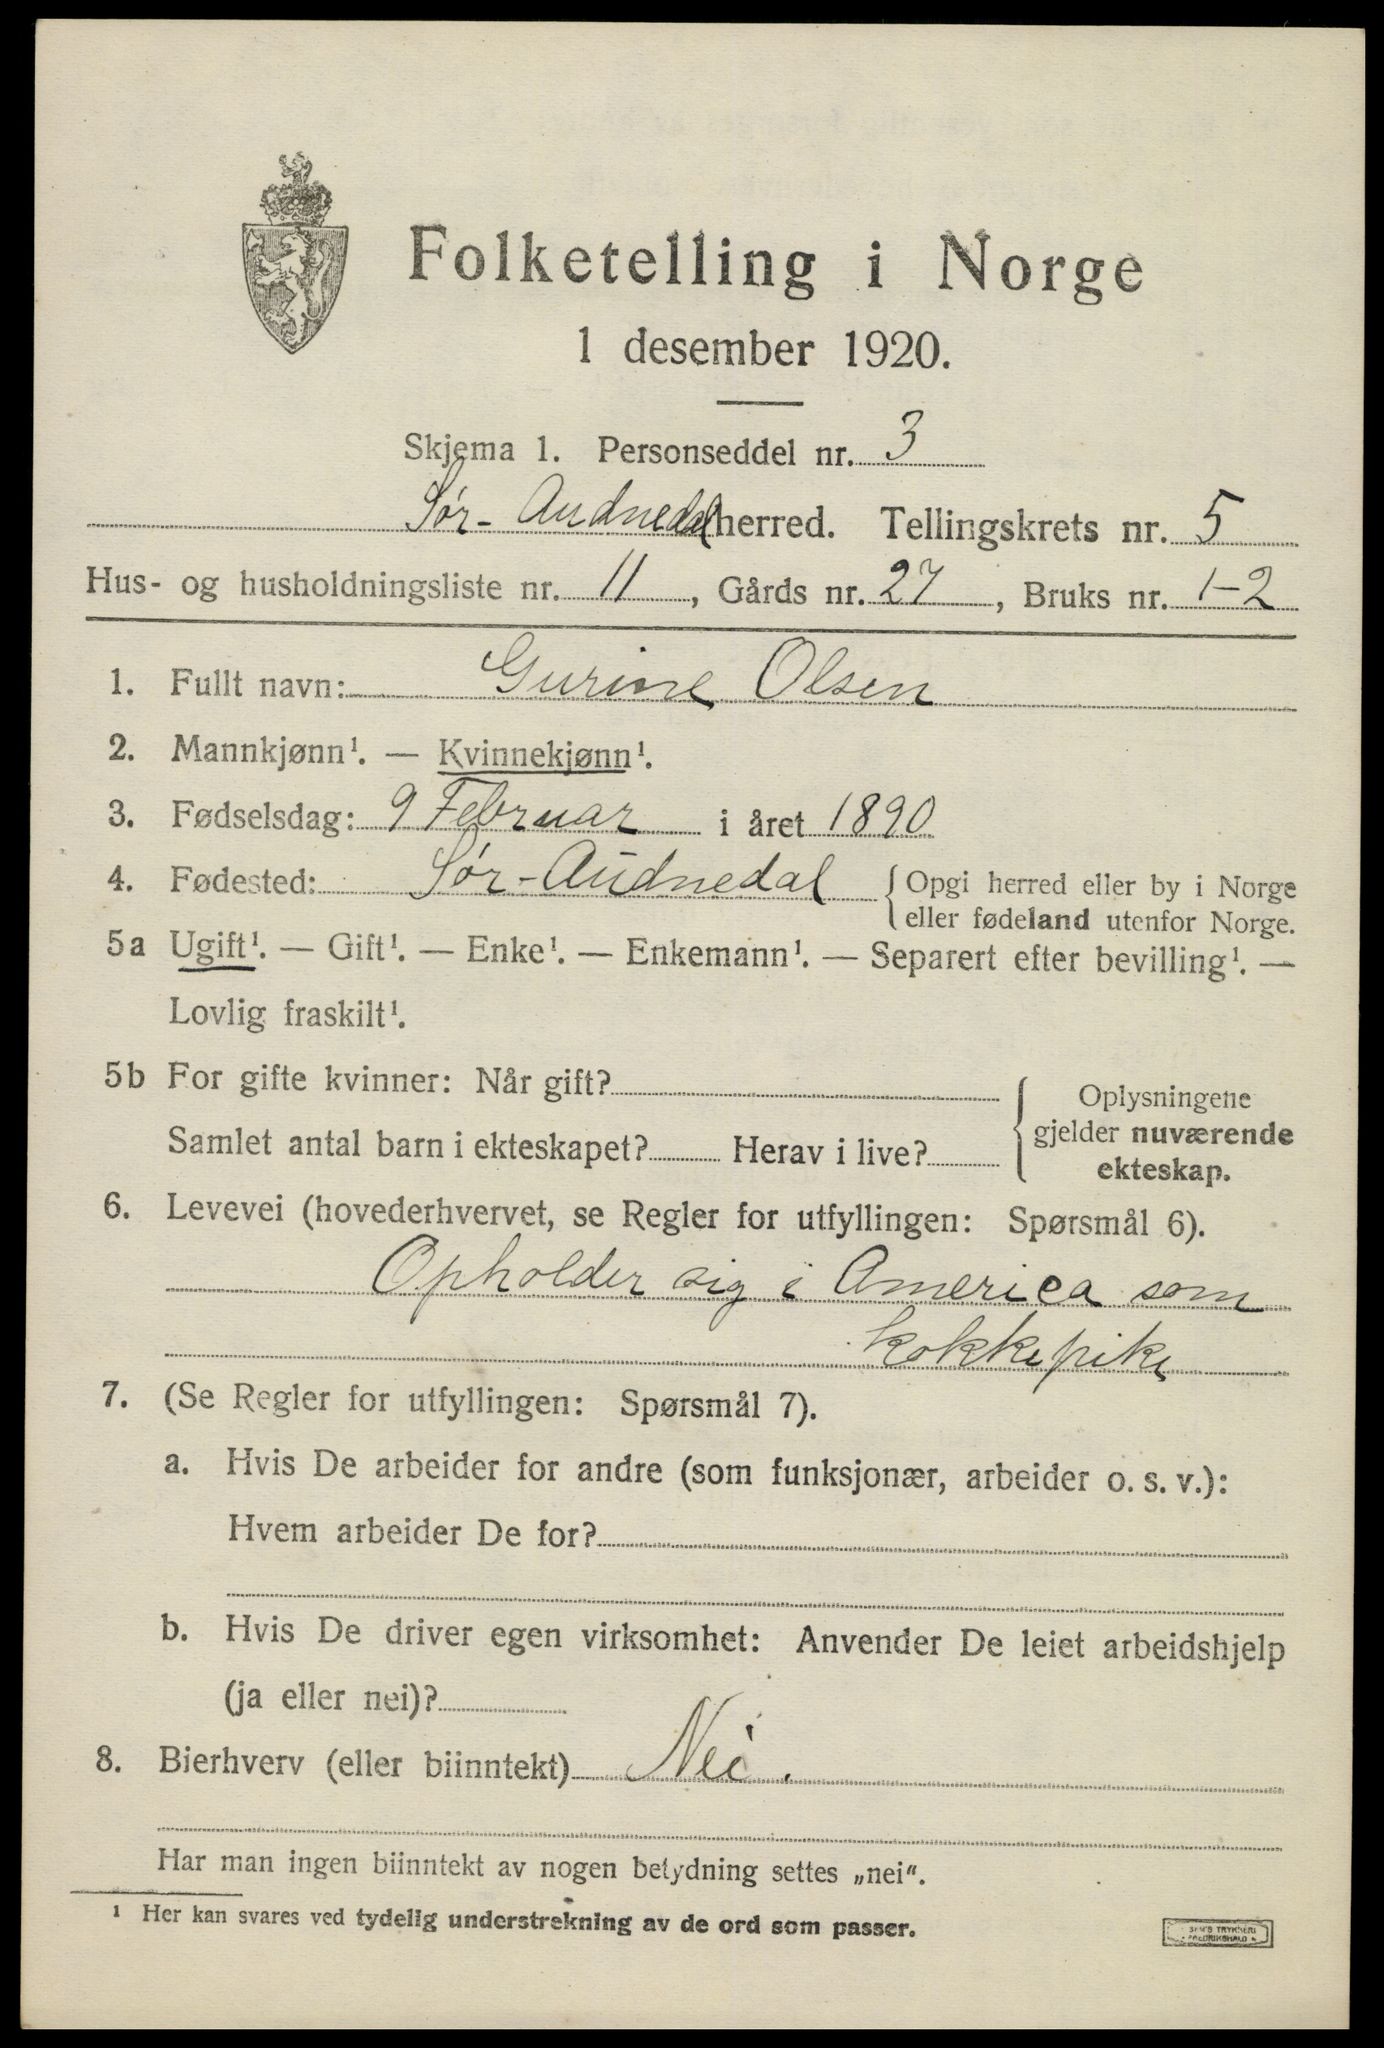 Folketelling i Norge
1 desember 1920.
Skjema 1. Personseddel nr. 3
Sør-Audnedal herred. Tellingskrets nr. 5
Hus- og husholdningsliste nr. 11, Gårds nr. 27, Bruks nr. 1-2
1. Fullt navn: Gurine Olsen
2. Mannkjønn¹. — Kvinnekjønn¹.
3. Fødselsdag: 9 Februar i året 1890
4. Fødested: Sør-Audnedal { Opgi herred eller by i Norge
eller fødeland utenfor Norge.
5a Ugift¹. — Gift¹. — Enke¹. — Enkemann¹. — Separert efter bevilling¹. —
Lovlig fraskilt¹.
5b For gifte kvinner: Når gift?
Samlet antal barn i ekteskapet? Herav i live?
{ Oplysningene
gjelder nuværende
ekteskap.
6. Levevei (hovederhvervet, se Regler for utfyllingen: Spørsmål 6).
Opholder sig i America som
kokkepike
7. (Se Regler for utfyllingen: Spørsmål 7).
a. Hvis De arbeider for andre (som funksjonær, arbeider o. s. v.):
Hvem arbeider De for?
b. Hvis De driver egen virksomhet: Anvender De leiet arbeidshjelp
(ja eller nei)?
8. Bierhverv (eller biinntekt) Nei.
Har man ingen biinntekt av nogen betydning settes „nei“.
¹ Her kan svares ved tydelig understrekning av de ord som passer.
TRYKKERI